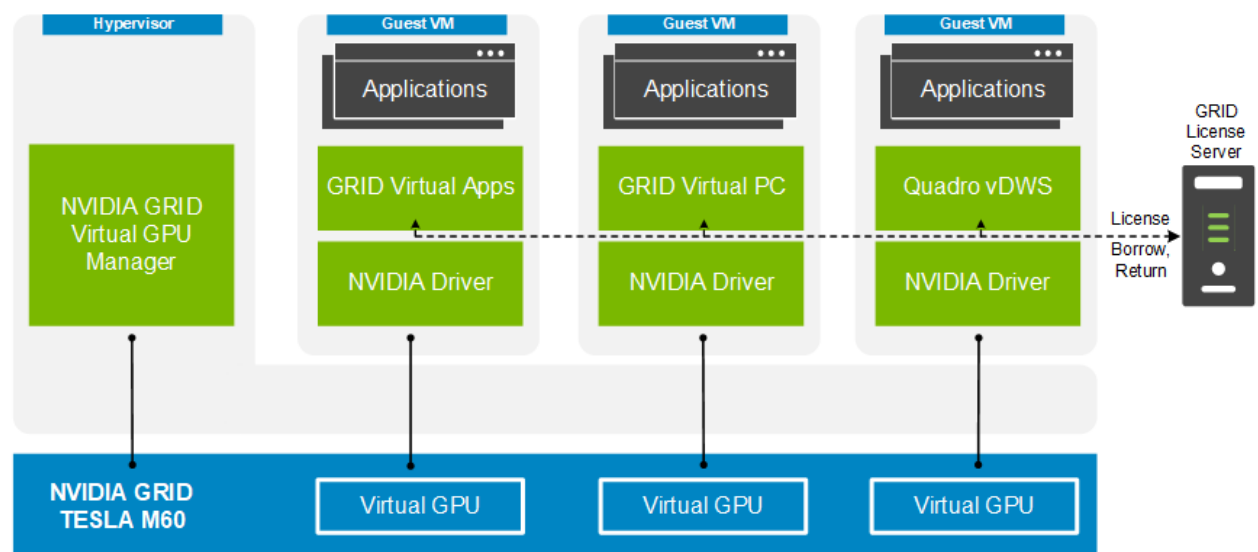 Hypervisor
Guest VM
Guest VM
Guest VM
Applications
Applications
Applications
GRID
License
Server
NVIDIA GRID
Virtual GPU
Manager
GRID Virtual Apps
GRID Virtual PC
Quadro vDWS
License
Borrow,
Return
NVIDIA Driver
NVIDIA Driver
NVIDIA Driver
NVIDIA GRID
TESLA M60
Virtual GPU
Virtual GPU
Virtual GPU